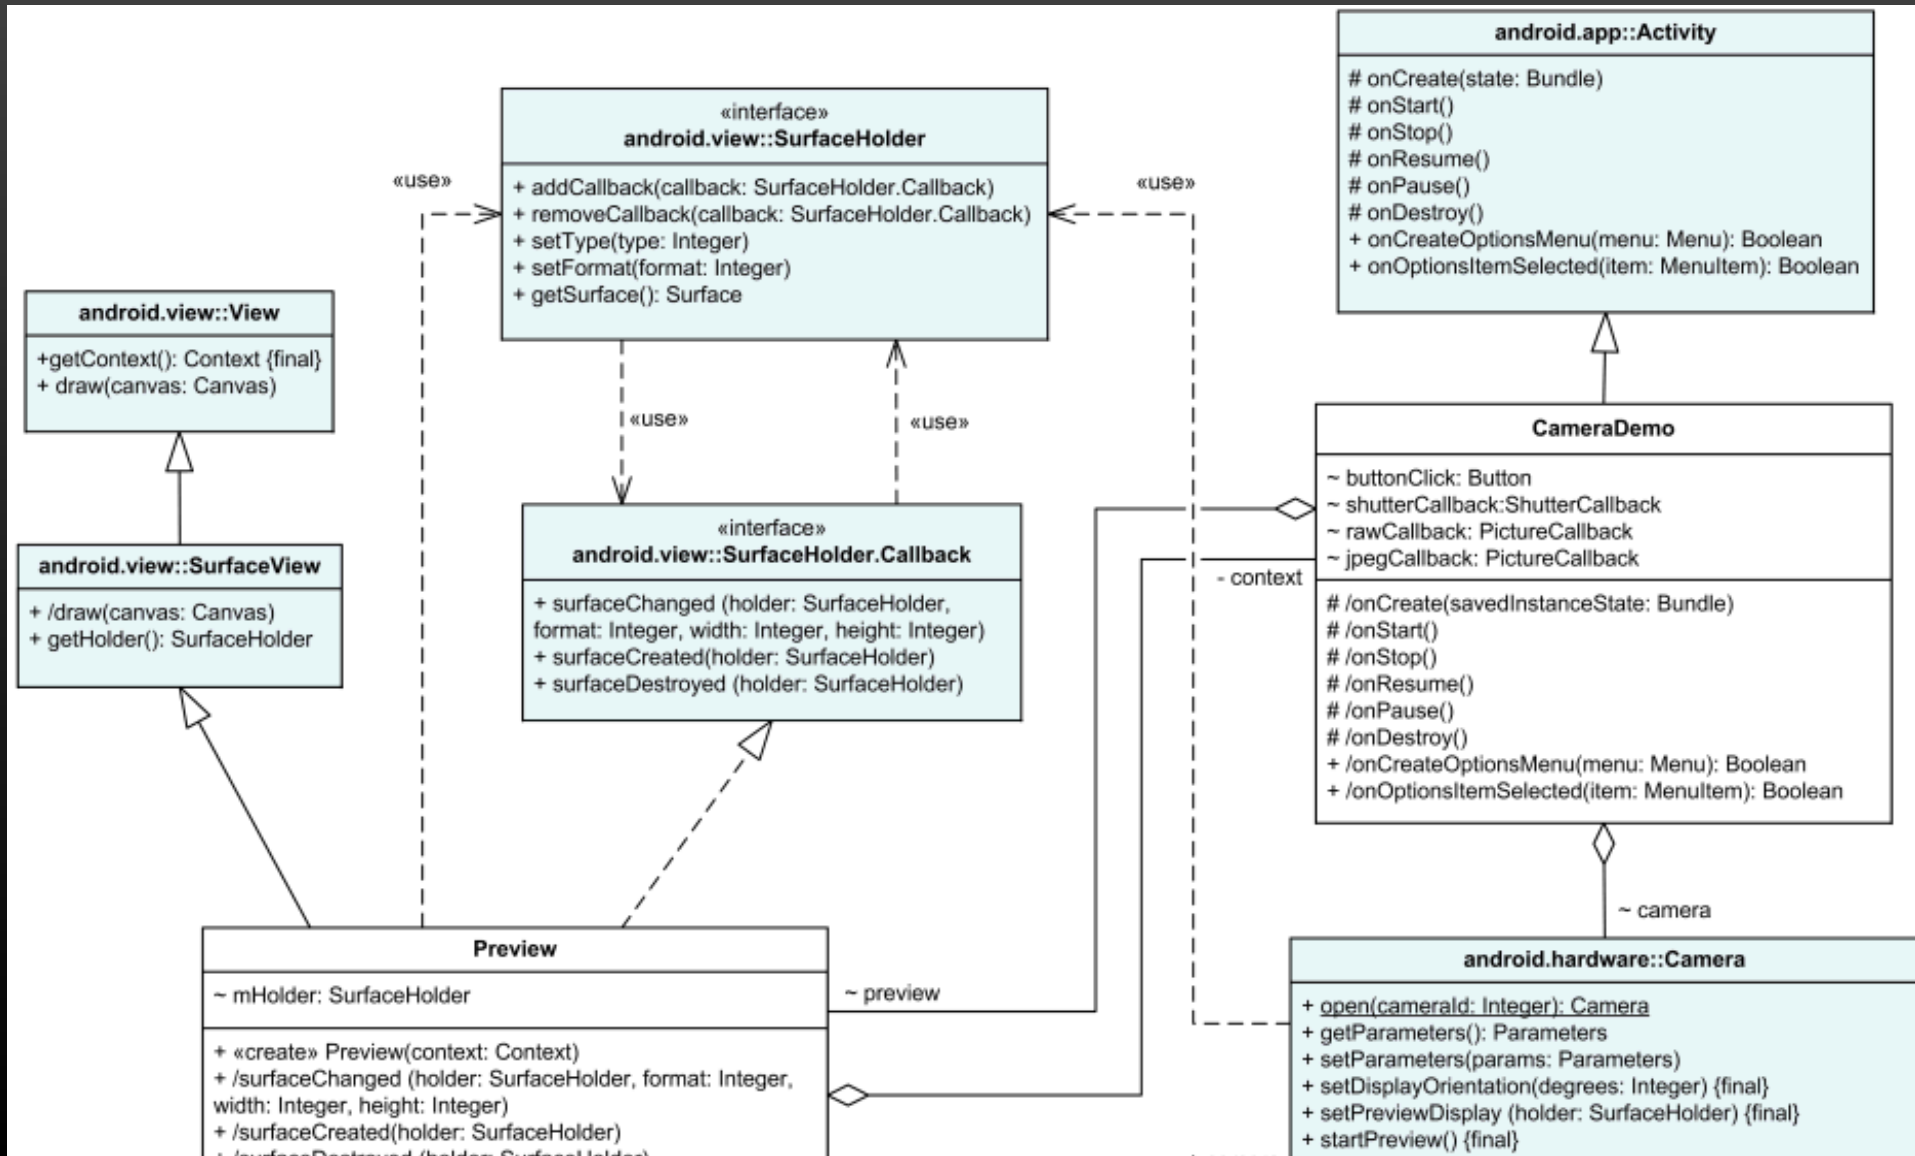 android.app::Activity
# onCreate(state: Bundle)
# onStart()
# onStop()
# onResume()
# onPause()
# onDestroy()
+ onCreateOptionsMenu(menu: Menu): Boolean
+ onOptionsItemSelected(item: MenuItem): Boolean
«interface»
android.view::SurfaceHolder
+ addCallback(callback: SurfaceHolder.Callback)
+ removeCallback(callback: SurfaceHolder.Callback)
+ setType(type: Integer)
+ setFormat(format: Integer)
+ getSurface(): Surface
«use»
«use»
android.view::View
+getContext(): Context {final}
+ draw(canvas: Canvas)
«use»
«use»
CameraDemo
~ buttonClick: Button
~ shutterCallback:ShutterCallback
~ rawCallback: PictureCallback
~ jpegCallback: PictureCallback
# /onCreate(savedInstanceState: Bundle)
# /onStart()
# /onStop()
# /onResume()
# /onPause()
# /onDestroy()
+ /onCreateOptionsMenu(menu: Menu): Boolean
+ /onOptionsItemSelected(item: MenuItem): Boolean
«interface»
android.view::SurfaceHolder.Callback
+ surfaceChanged (holder: SurfaceHolder,
format: Integer, width: Integer, height: Integer)
+ surfaceCreated(holder: SurfaceHolder)
+ surfaceDestroyed (holder: SurfaceHolder)
- context
android.view::SurfaceView
+ /draw(canvas: Canvas)
+ getHolder(): SurfaceHolder
~ camera
Preview
~ mHolder: SurfaceHolder
+ «create» Preview(context: Context)
+ /surfaceChanged (holder: SurfaceHolder, format: Integer,
width: Integer, height: Integer)
+ /surfaceCreated(holder: SurfaceHolder)
+ /surfaceDestroyed (holder: SurfaceHolder)
~ preview
android.hardware::Camera
+ open(cameraId: Integer): Camera
+ getParameters(): Parameters
+ setParameters(params: Parameters)
+ setDisplayOrientation(degrees: Integer) {final}
+ setPreviewDisplay (holder: SurfaceHolder) {final}
+ startPreview() {final}